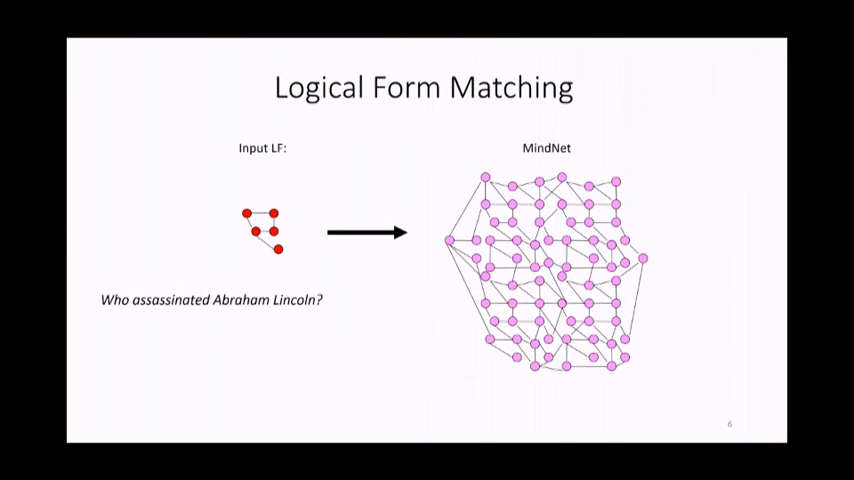 Logical Form Matching
Input LF:
MindNet
Who assassinated Abraham Lincoln?
6